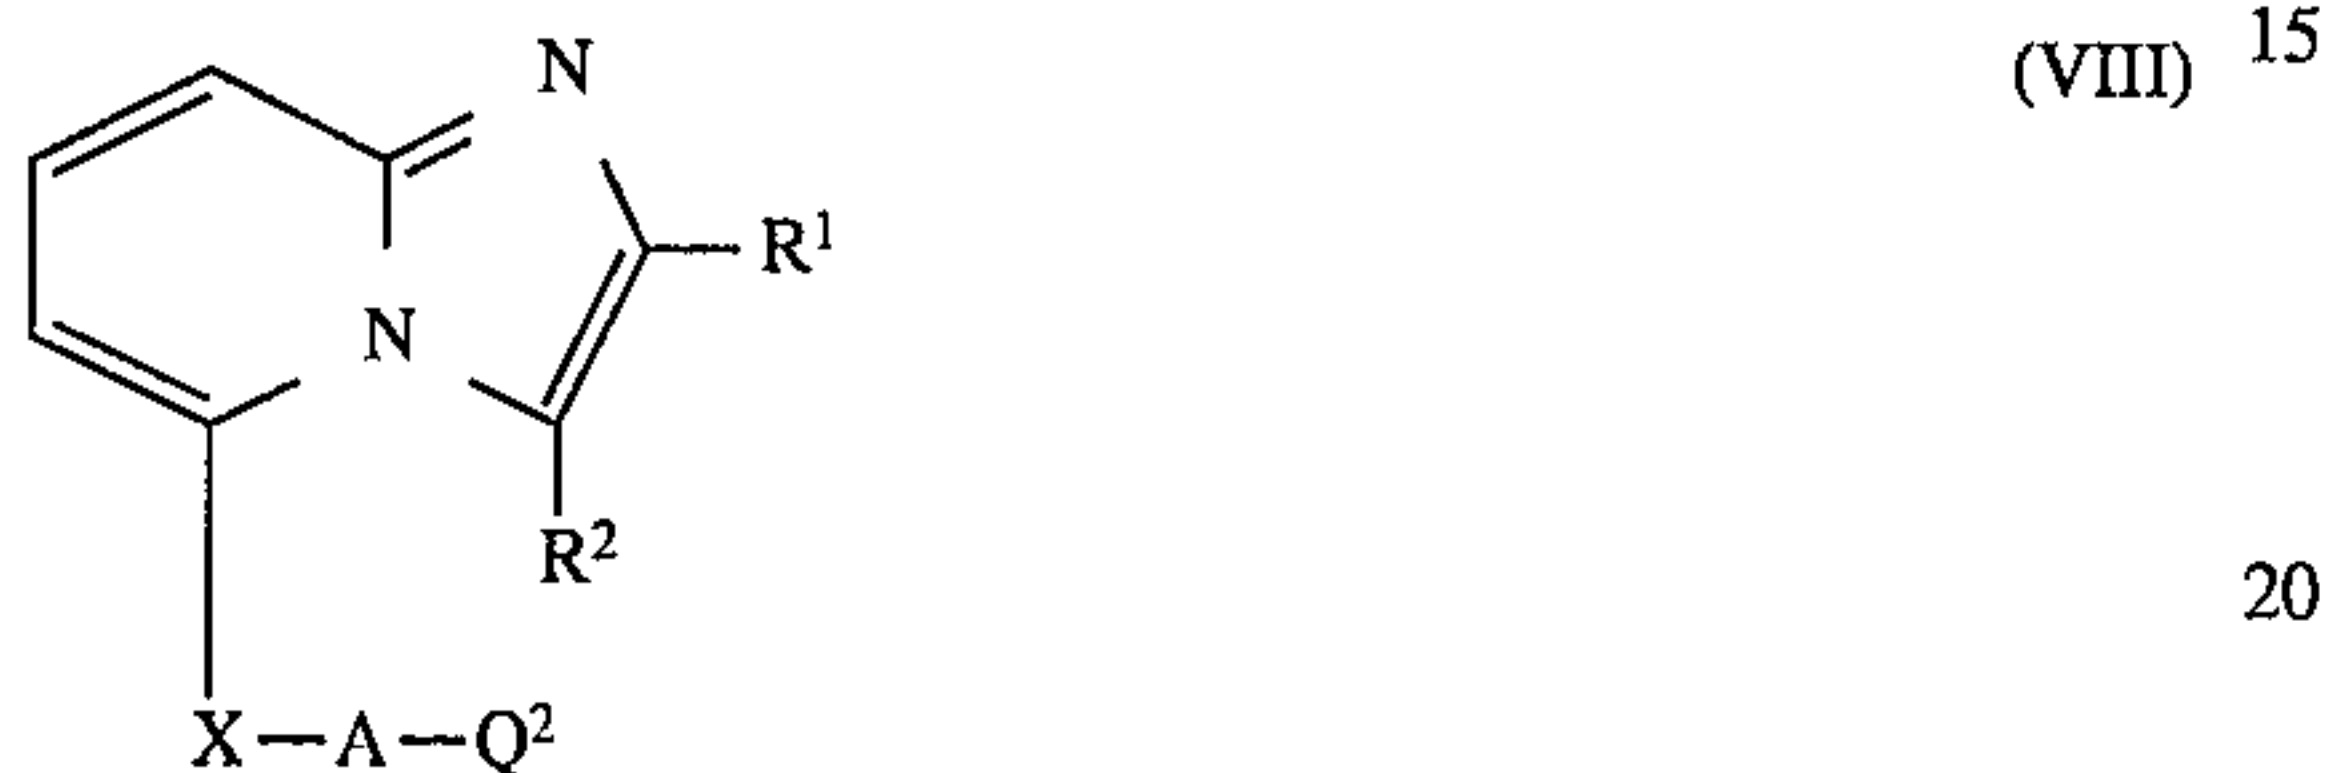 N
(VIII) 15
R¹
N
R²
20
X—A—Q²